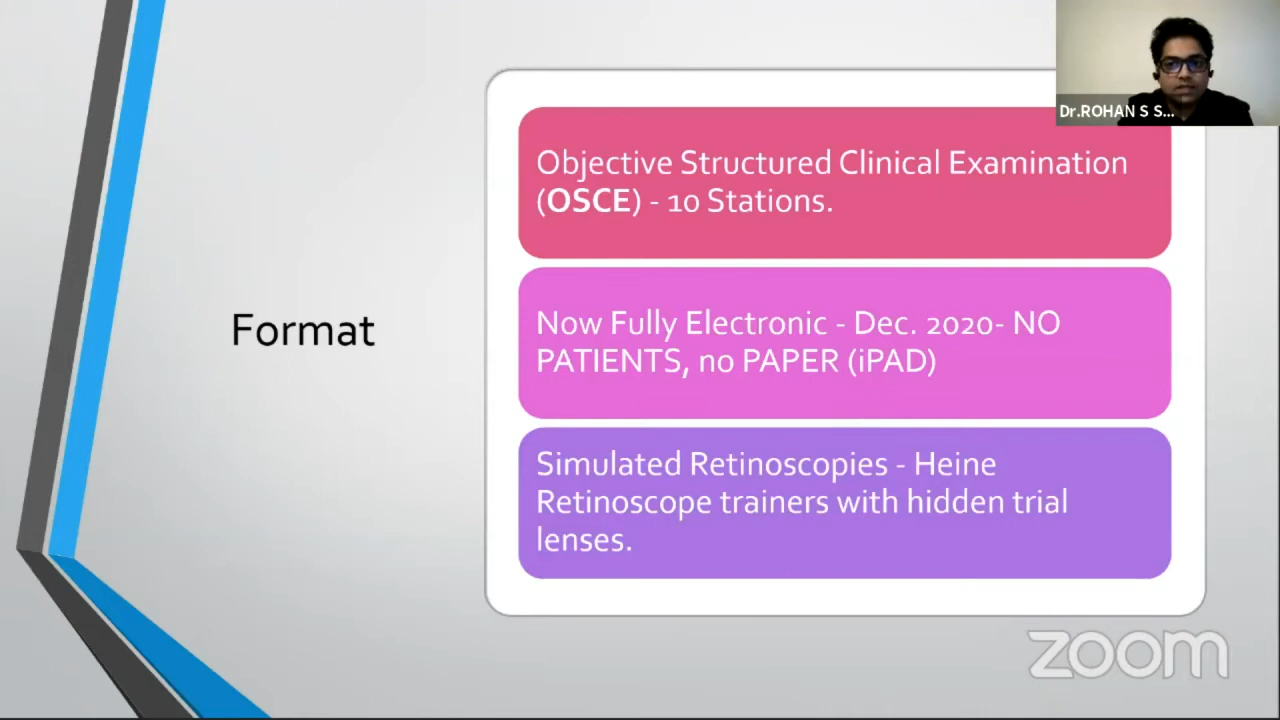 Dr.ROHAN S S...
Objective Structured Clinical Examination
(OSCE) - 10 Stations.
Format
Now Fully Electronic - Dec. 2020- NO
PATIENTS, no PAPER (iPAD)
Simulated Retinoscopies - Heine
Retinoscope trainers with hidden trial
lenses.
zoom